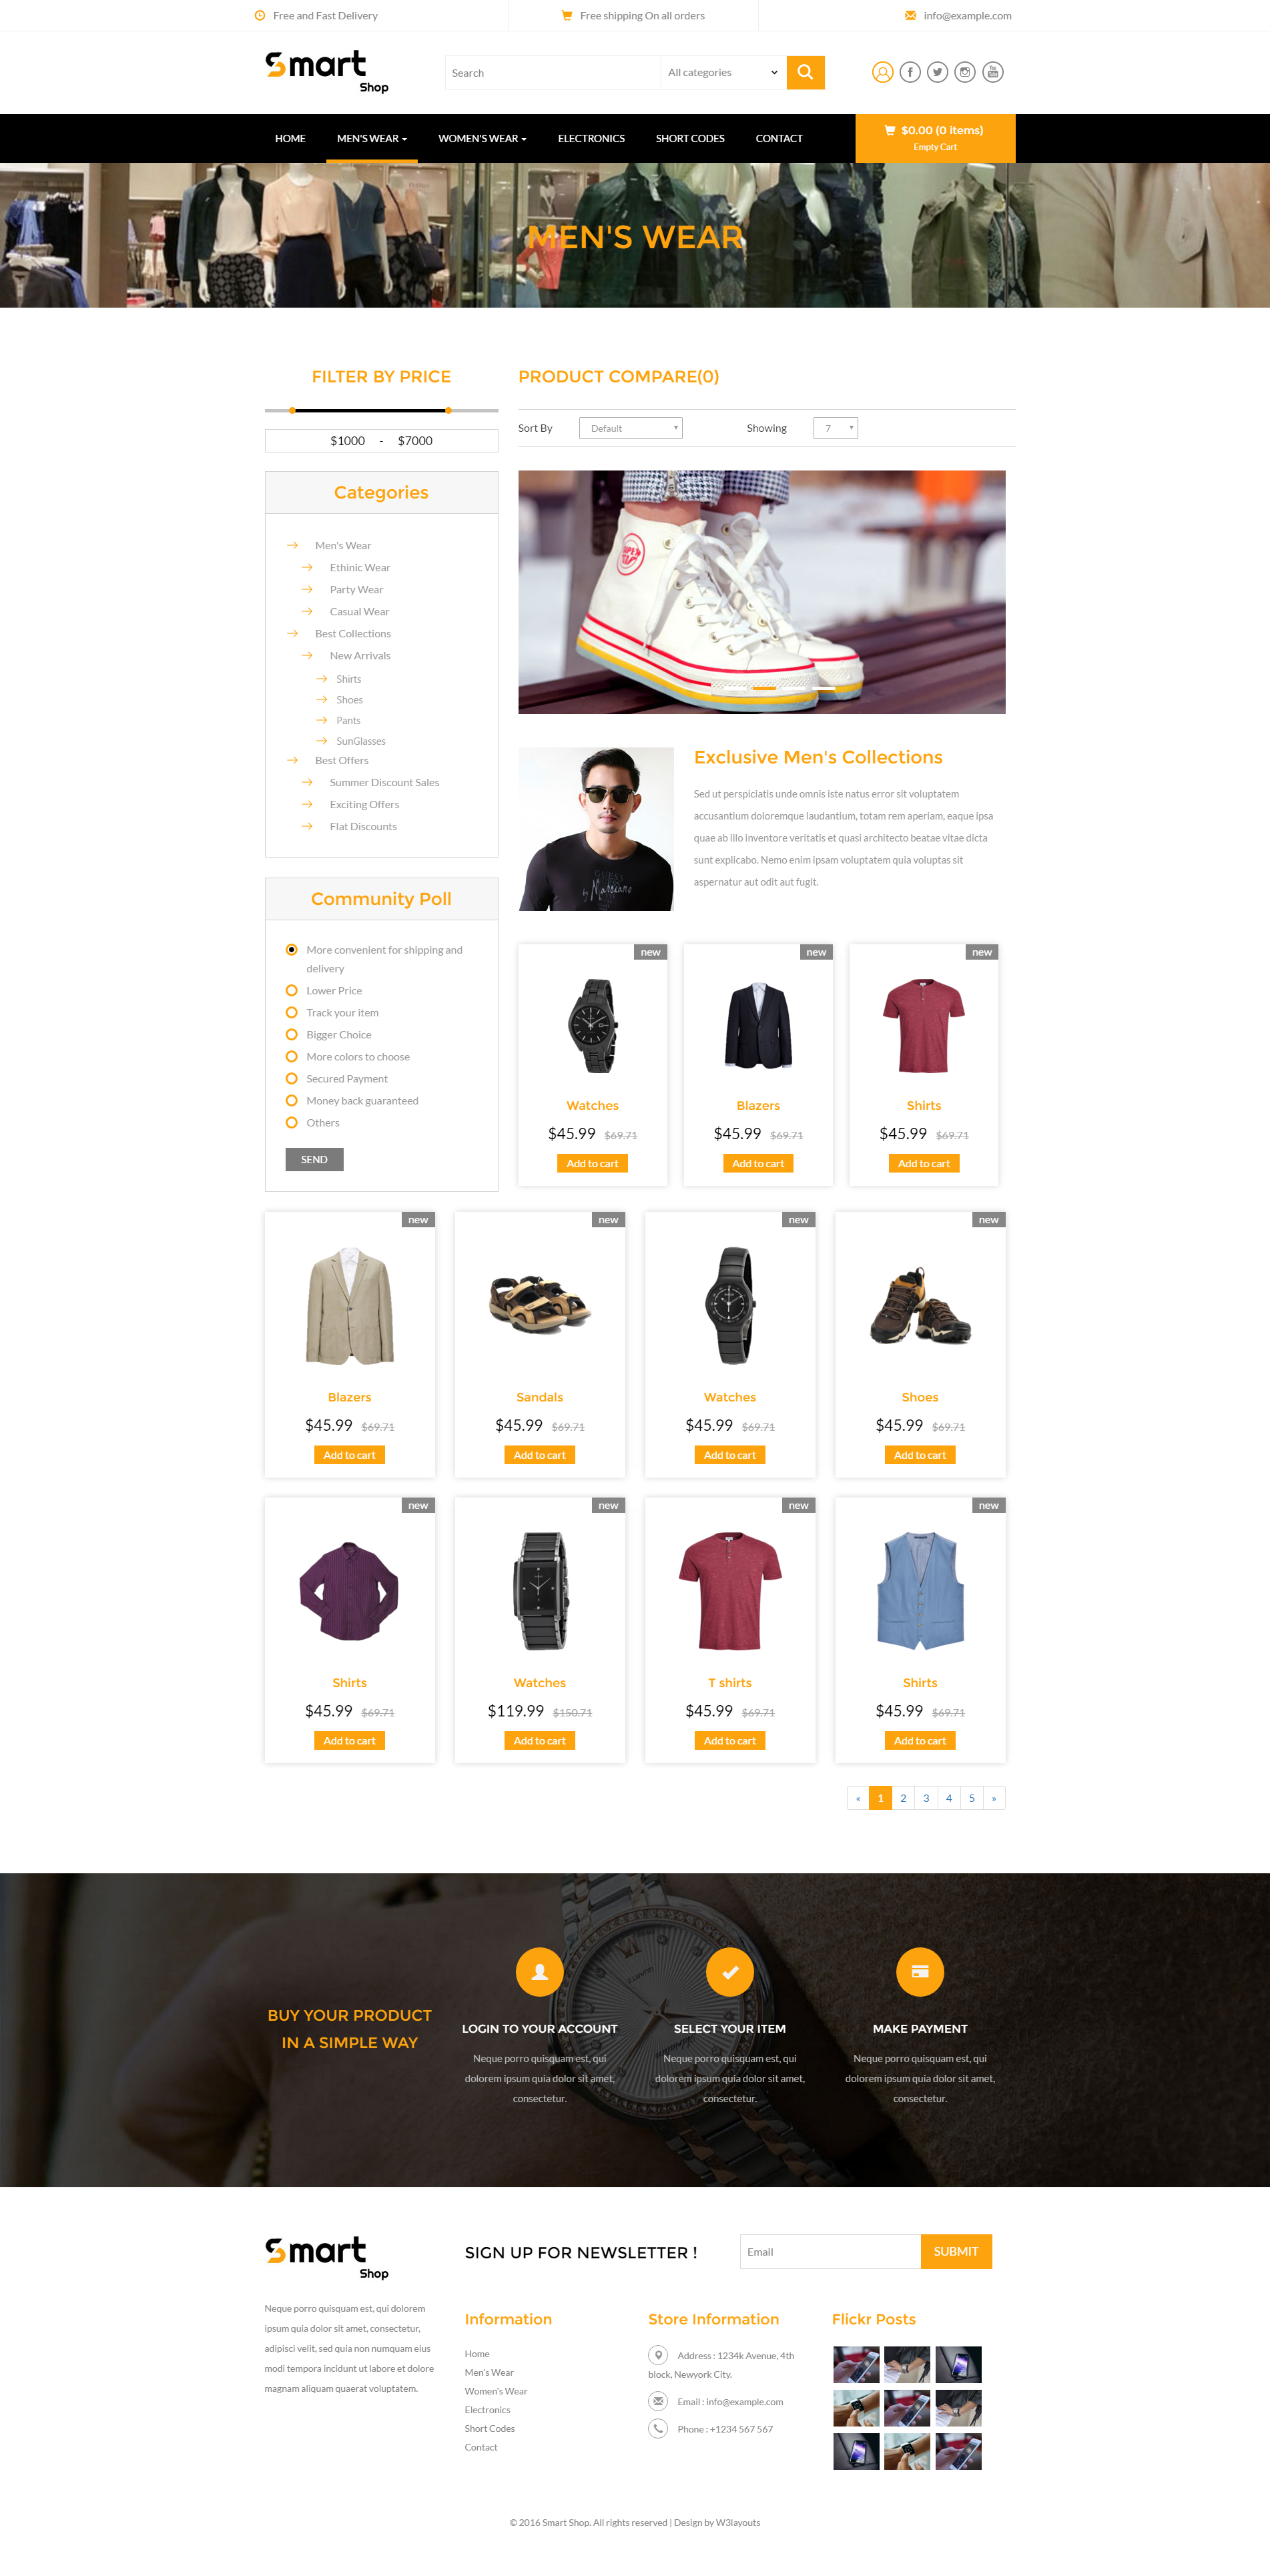 Free and Fast Delivery
Free shipping On all orders
info@example.com
Smart
Shop
Search
All categories
HOME
MEN'S WEAR
WOMEN'S WEAR
ELECTRONICS
SHORT CODES
CONTACT
$0.00 (0 items)
Empty Cart
MEN'S WEAR
FILTER BY PRICE
$1000 - $7000
Categories
Men's Wear
Ethinic Wear
Party Wear
Casual Wear
Best Collections
New Arrivals
Shirts
Shoes
Pants
SunGlasses
Best Offers
Summer Discount Sales
Exciting Offers
Flat Discounts
Community Poll
More convenient for shipping and
delivery
Lower Price
Track your item
Bigger Choice
More colors to choose
Secured Payment
Money back guaranteed
Others
SEND
PRODUCT COMPARE(0)
Sort By
Default
Showing
7
Exclusive Men's Collections
Sed ut perspiciatis unde omnis iste natus error sit voluptatem
accusantium doloremque laudantium, totam rem aperiam, eaque ipsa
quae ab illo inventore veritatis et quasi architecto beatae vitae dicta
sunt explicabo. Nemo enim ipsam voluptatem quia voluptas sit
aspernatur aut odit aut fugit.
new
new
new
Watches
Blazers
Shirts
$45.99 $69.71
$45.99 $69.71
$45.99 $69.71
Add to cart
Add to cart
Add to cart
new
new
new
new
Blazers
Sandals
Watches
Shoes
$45.99 $69.71
$45.99 $69.71
$45.99 $69.71
$45.99 $69.71
Add to cart
Add to cart
Add to cart
Add to cart
new
new
new
new
Shirts
Watches
T shirts
Shirts
$45.99 $69.71
$119.99 $150.71
$45.99 $69.71
$45.99 $69.71
Add to cart
Add to cart
Add to cart
Add to cart
« 1 2 3 4 5 »
BUY YOUR PRODUCT
IN A SIMPLE WAY
LOGIN TO YOUR ACCOUNT
Neque porro quisquam est, qui
dolorem ipsum quia dolor sit amet,
consectetur.
SELECT YOUR ITEM
Neque porro quisquam est, qui
dolorem ipsum quia dolor sit amet,
consectetur.
MAKE PAYMENT
Neque porro quisquam est, qui
dolorem ipsum quia dolor sit amet,
consectetur.
Smart
Shop
SIGN UP FOR NEWSLETTER !
Email
SUBMIT
Neque porro quisquam est, qui dolorem
ipsum quia dolor sit amet, consectetur,
adipisci velit, sed quia non numquam eius
modi tempora incidunt ut labore et dolore
magnam aliquam quaerat voluptatem.
Information
Home
Men's Wear
Women's Wear
Electronics
Short Codes
Contact
Store Information
Address : 1234k Avenue, 4th
block, Newyork City.
Email : info@example.com
Phone : +1234 567 567
Flickr Posts
© 2016 Smart Shop. All rights reserved | Design by W3layouts